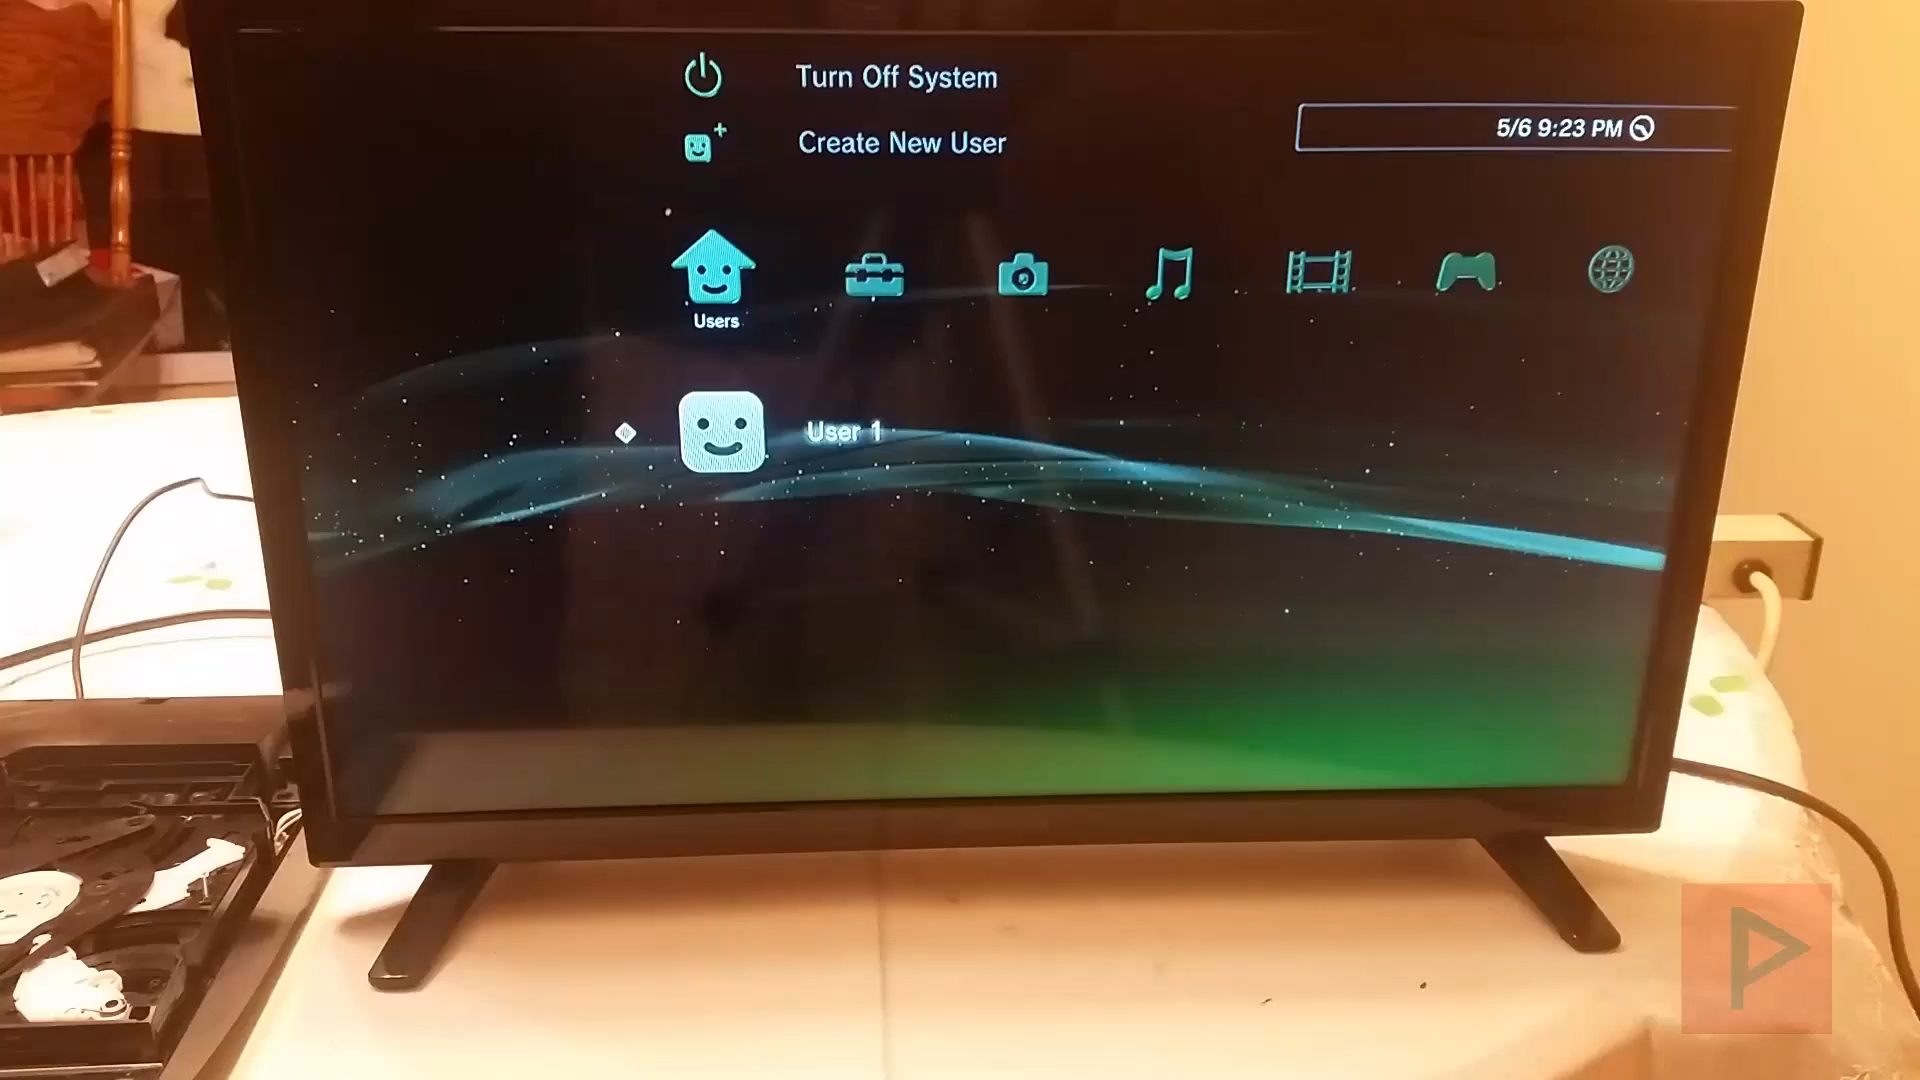 Turn Off System
5/6 9:23 PM
Create New User
Users
User 1